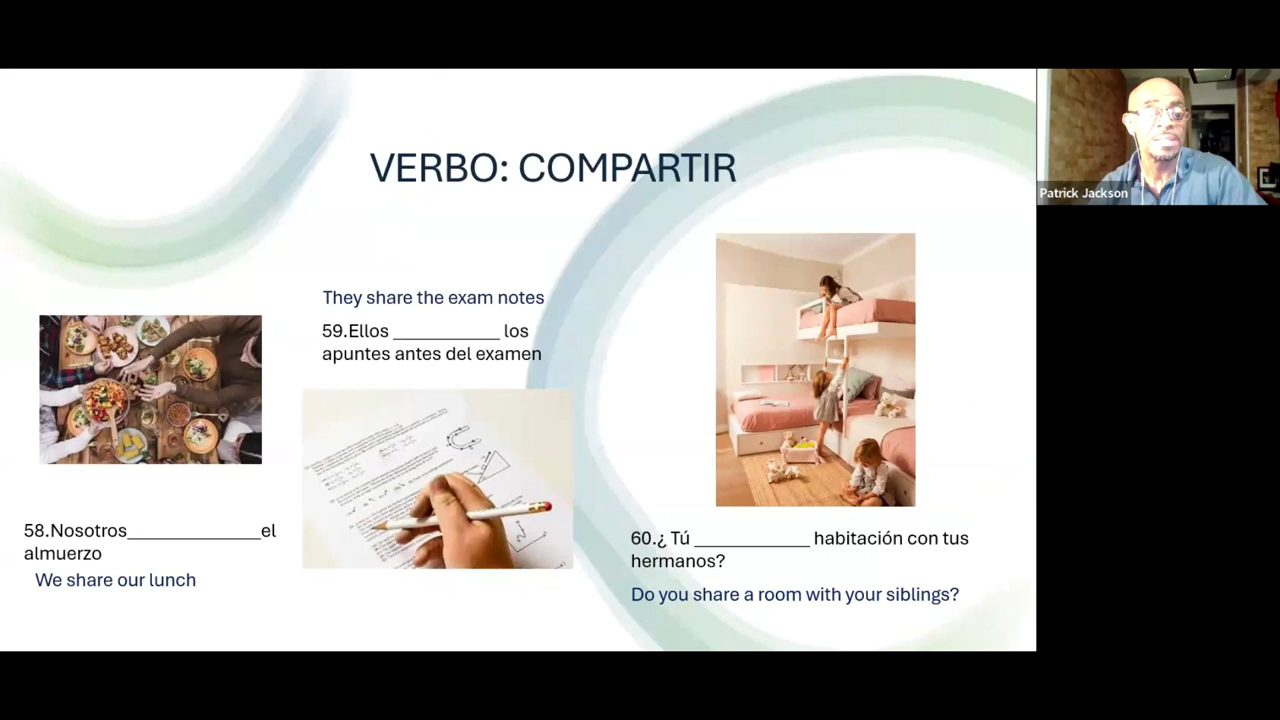 VERBO: COMPARTIR
Patrick Jackson
They share the exam notes
59.Ellos ___________ los
apuntes antes del examen
58.Nosotros______________el
almuerzo
We share our lunch
60.¿ Tú ____________ habitación con tus
hermanos?
Do you share a room with your siblings?